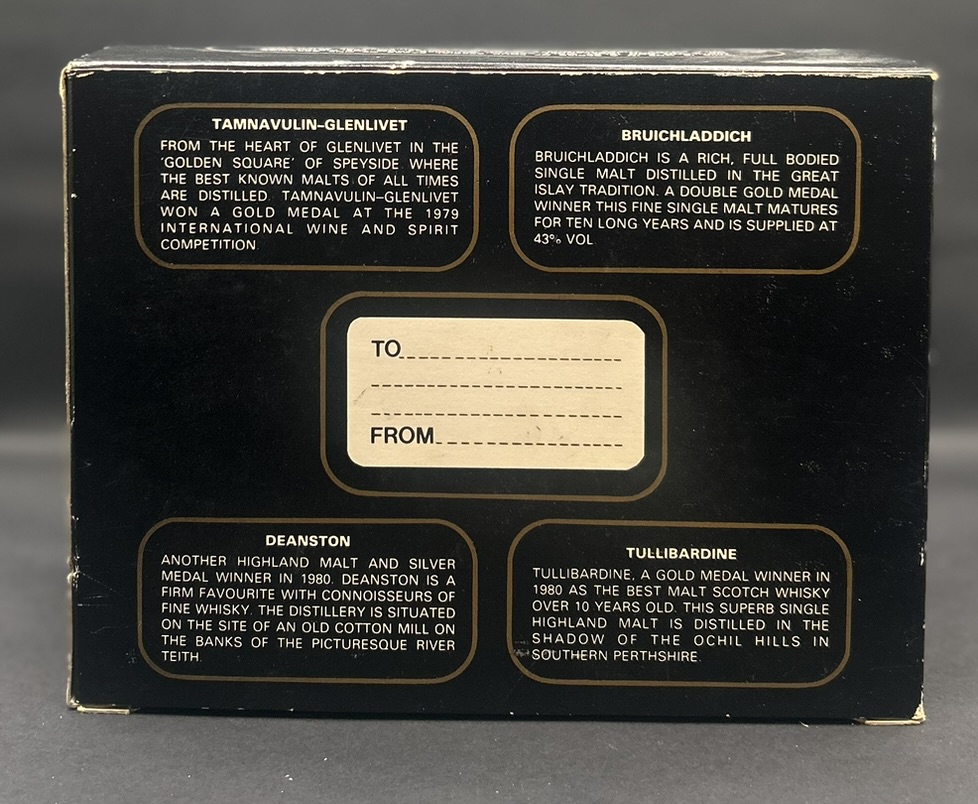 TAMNAVULIN–GLENLIVET
FROM THE HEART OF GLENLIVET IN THE
'GOLDEN SQUARE' OF SPEYSIDE WHERE
THE BEST KNOWN MALTS OF ALL TIMES
ARE DISTILLED. TAMNAVULIN–GLENLIVET
WON A GOLD MEDAL AT THE 1979
INTERNATIONAL WINE AND SPIRIT
COMPETITION.
BRUICHLADDICH
BRUICHLADDICH IS A RICH, FULL BODIED
SINGLE MALT DISTILLED IN THE GREAT
ISLAY TRADITION. A DOUBLE GOLD MEDAL
WINNER THIS FINE SINGLE MALT MATURES
FOR TEN LONG YEARS AND IS SUPPLIED AT
43% VOL
TO
FROM
DEANSTON
ANOTHER HIGHLAND MALT AND SILVER
MEDAL WINNER IN 1980. DEANSTON IS A
FIRM FAVOURITE WITH CONNOISSEURS OF
FINE WHISKY. THE DISTILLERY IS SITUATED
ON THE SITE OF AN OLD COTTON MILL ON
THE BANKS OF THE PICTURESQUE RIVER
TEITH.
TULLIBARDINE
TULLIBARDINE, A GOLD MEDAL WINNER IN
1980 AS THE BEST MALT SCOTCH WHISKY
OVER 10 YEARS OLD. THIS SUPERB SINGLE
HIGHLAND MALT IS DISTILLED IN THE
SHADOW OF THE OCHIL HILLS IN
SOUTHERN PERTHSHIRE.